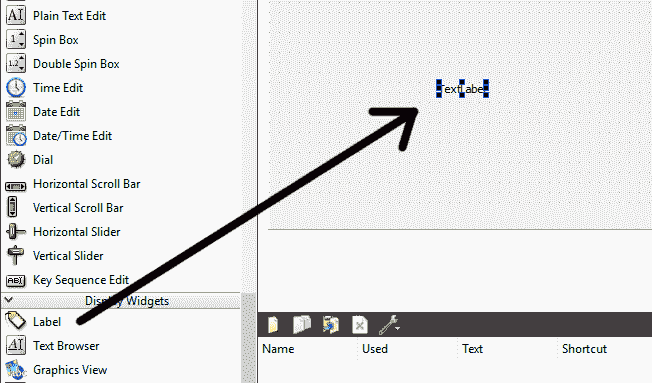 Plain Text Edit
Spin Box
Double Spin Box
Time Edit
Date Edit
Date/Time Edit
Dial
Horizontal Scroll Bar
Vertical Scroll Bar
Horizontal Slider
Vertical Slider
Key Sequence Edit
Display Widgets
Label
Text Browser
Graphics View
TextLabel
Name Used Text Shortcut